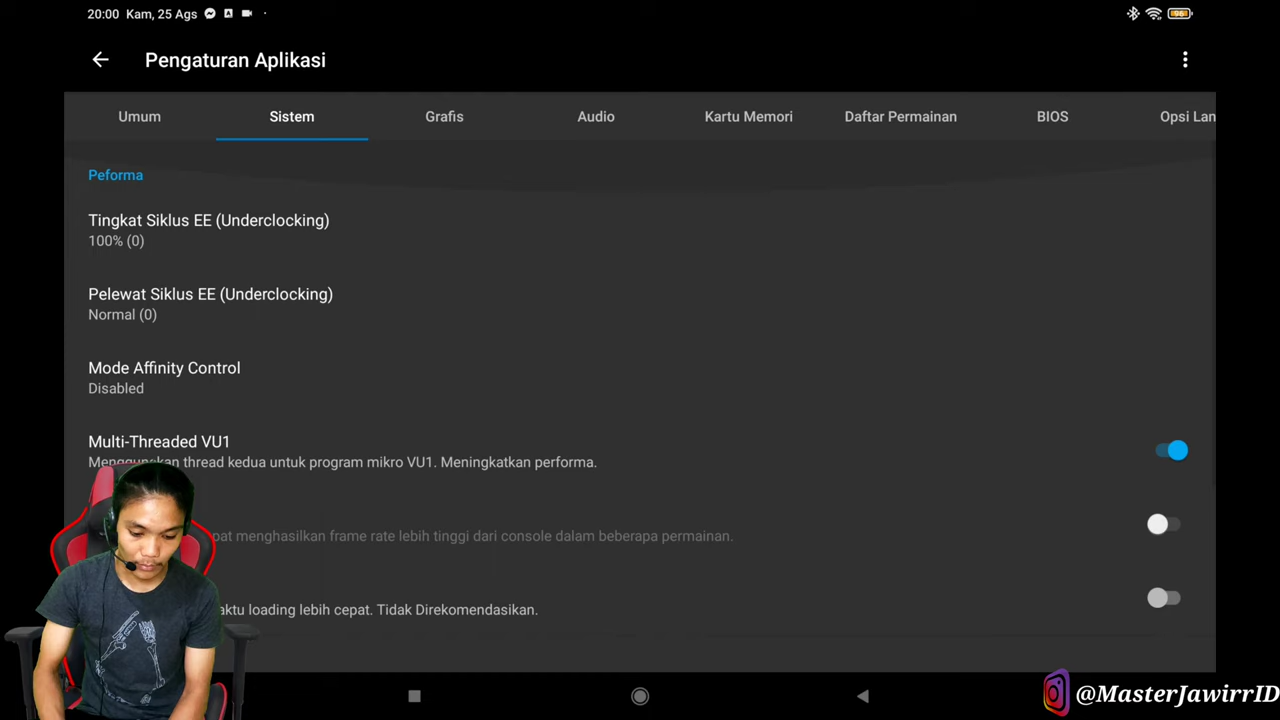 20:00 Kam, 25 Ags
96
Pengaturan Aplikasi
Umum
Sistem
Grafis
Audio
Kartu Memori
Daftar Permainan
BIOS
Opsi Lan
Peforma
Tingkat Siklus EE (Underclocking)
100% (0)
Pelewat Siklus EE (Underclocking)
Normal (0)
Mode Affinity Control
Disabled
Multi-Threaded VU1
Menggunakan thread kedua untuk program mikro VU1. Meningkatkan performa.
pat menghasilkan frame rate lebih tinggi dari console dalam beberapa permainan.
aktu loading lebih cepat. Tidak Direkomendasikan.
@MasterJawirrID